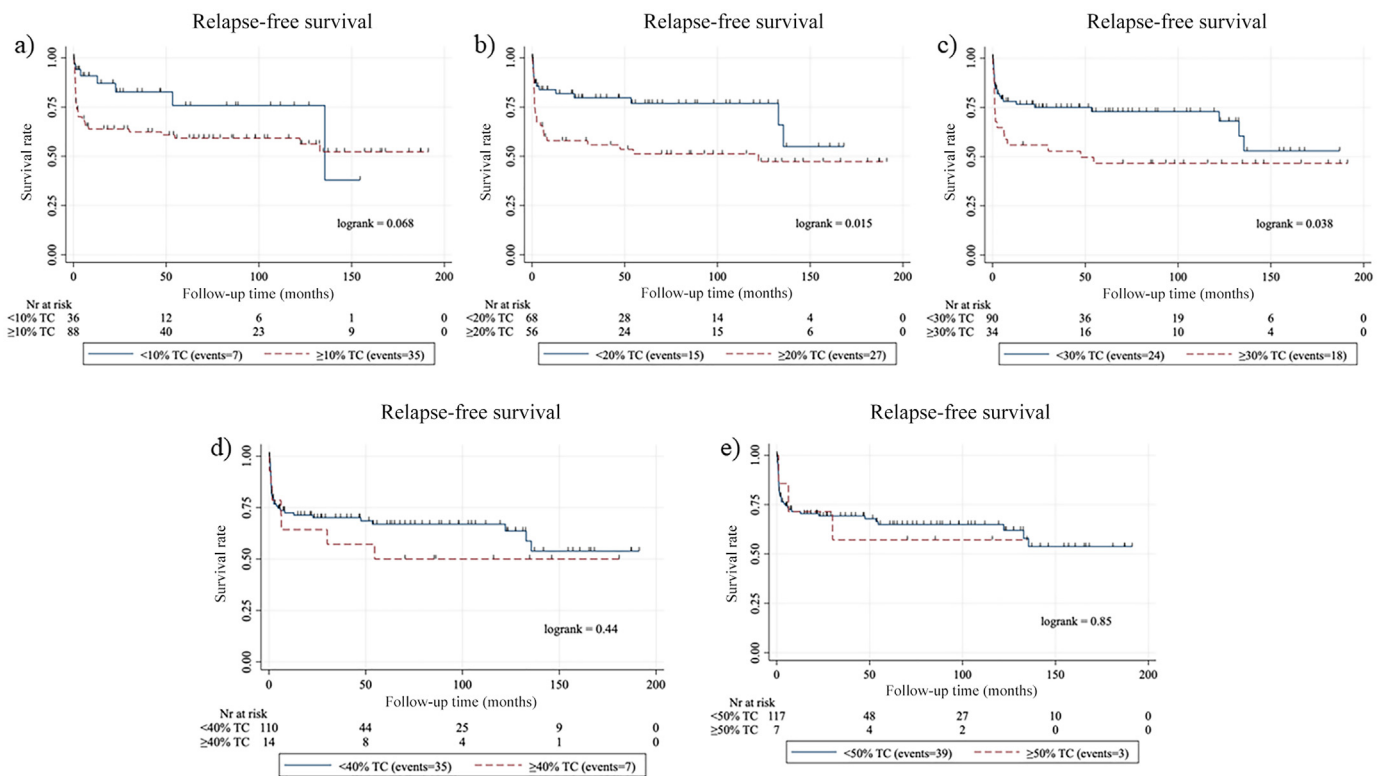 Relapse-free survival
a)
1.00
0.75
0.50
0.25
0.00
Survival rate
logrank = 0.068
0 50 100 150 200
Follow-up time (months)
Nr at risk
<10% TC 36 12 6 1 0
≥10% TC 88 40 23 9 0
<10% TC (events=7) ≥10% TC (events=35)
Relapse-free survival
b)
1.00
0.75
0.50
0.25
0.00
Survival rate
logrank = 0.015
0 50 100 150 200
Follow-up time (months)
Nr at risk
<20% TC 68 28 14 4 0
≥20% TC 56 24 15 6 0
<20% TC (events=15) ≥20% TC (events=27)
Relapse-free survival
c)
1.00
0.75
0.50
0.25
0.00
Survival rate
logrank = 0.038
0 50 100 150 200
Follow-up time (months)
Nr at risk
<30% TC 90 36 19 6 0
≥30% TC 34 16 10 4 0
<30% TC (events=24) ≥30% TC (events=18)
Relapse-free survival
d)
1.00
0.75
0.50
0.25
0.00
Survival rate
logrank = 0.44
0 50 100 150 200
Follow-up time (months)
Nr at risk
<40% TC 110 44 25 9 0
≥40% TC 14 8 4 1 0
<40% TC (events=35) ≥40% TC (events=7)
Relapse-free survival
e)
1.00
0.75
0.50
0.25
0.00
Survival rate
logrank = 0.85
0 50 100 150 200
Follow-up time (months)
Nr at risk
<50% TC 117 48 27 10 0
≥50% TC 7 4 2 0 0
<50% TC (events=39) ≥50% TC (events=3)